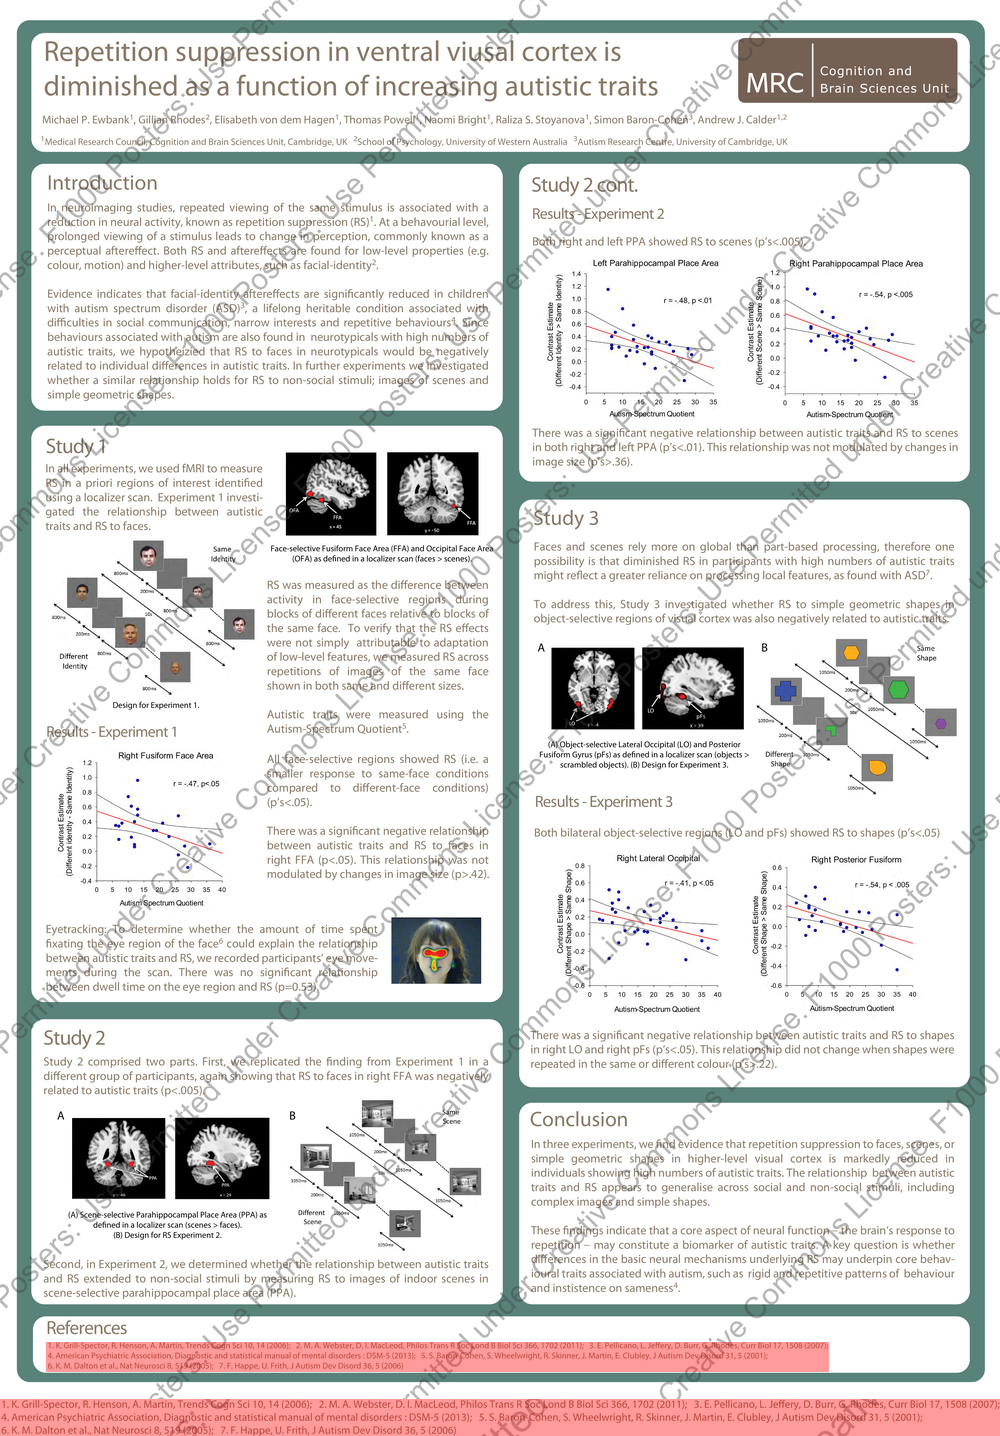 Repetition suppression in ventral viusal cortex is
diminished as a function of increasing autistic traits
MRC
Cognition and
Brain Sciences Unit
Michael P. Ewbank1, Gillian Rhodes2, Elisabeth von dem Hagen1, Thomas Powell1, Naomi Bright1, Raliza S. Stoyanova1, Simon Baron-Cohen3, Andrew J. Calder1,2
1Medical Research Council, Cognition and Brain Sciences Unit, Cambridge, UK 2School of Psychology, University of Western Australia 3Autism Research Centre, University of Cambridge, UK
Introduction
In neuroimaging studies, repeated viewing of the same stimulus is associated with a
reduction in neural activity, known as repetition suppression (RS)1. At a behavourial level,
prolonged viewing of a stimulus leads to change in perception, commonly known as a
perceptual aftereffect. Both RS and aftereffects are found for low-level properties (e.g.
colour, motion) and higher-level attributes, such as facial-identity2.
Evidence indicates that facial-identity aftereffects are significantly reduced in children
with autism spectrum disorder (ASD)3, a lifelong heritable condition associated with
difficulties in social communication, narrow interests and repetitive behaviours4. Since
behaviours associated with autism are also found in neurotypicals with high numbers of
autistic traits, we hypotheizied that RS to faces in neurotypicals would be negatively
related to individual differences in autistic traits. In further experiments we investigated
whether a similar relationship holds for RS to non-social stimuli; images of scenes and
simple geometric shapes.
Study 1
In all experiments, we used fMRI to measure
RS in a priori regions of interest identified
using a localizer scan. Experiment 1 investi-
gated the relationship between autistic
traits and RS to faces.
OFA
FFA
x = 45
FFA
y = -50
Face-selective Fusiform Face Area (FFA) and Occipital Face Area
(OFA) as defined in a localizer scan (faces > scenes).
Same
Identity
800ms
200ms
10s
800ms
800ms
200ms
800ms
Different
Identity
800ms
Design for Experiment 1.
RS was measured as the difference between
activity in face-selective regions during
blocks of different faces relative to blocks of
the same face. To verify that the RS effects
were not simply attributable to adaptation
of low-level features, we measured RS across
repetitions of images of the same face
shown in both same and different sizes.
Autistic traits were measured using the
Autism-Spectrum Quotient5.
All face-selective regions showed RS (i.e. a
smaller response to same-face conditions
compared to different-face conditions)
(p's<.05).
There was a significant negative relationship
between autistic traits and RS to faces in
right FFA (p<.05). This relationship was not
modulated by changes in image size (p>.42).
Results - Experiment 1
Right Fusiform Face Area
r = -.47, p<.05
Contrast Estimate
(Different identity - Same Identity)
1.2
1.0
0.8
0.6
0.4
0.2
0.0
-0.2
-0.4
0 5 10 15 20 25 30 35 40
Autism Spectrum Quotient
Eyetracking: To determine whether the amount of time spent
fixating the eye region of the face6 could explain the relationship
between autistic traits and RS, we recorded participants' eye move-
ments during the scan. There was no significant relationship
between dwell time on the eye region and RS (p=0.53).
Study 2
Study 2 comprised two parts. First, we replicated the finding from Experiment 1 in a
different group of participants, again showing that RS to faces in right FFA was negatively
related to autistic traits (p<.005).
A
PPA
y = -46
PPA
x = 29
(A) Scene-selective Parahippocampal Place Area (PPA) as
defined in a localizer scan (scenes > faces).
(B) Design for RS Experiment 2.
B
Same
Scene
1050ms
200ms
1050ms
1050ms
200ms
1050ms
Different
Scene
1050ms
Second, in Experiment 2, we determined whether the relationship between autistic traits
and RS extended to non-social stimuli by measuring RS to images of indoor scenes in
scene-selective parahippocampal place area (PPA).
Study 2 cont.
Results - Experiment 2
Both right and left PPA showed RS to scenes (p's<.005).
Left Parahippocampal Place Area
r = -.48, p <.01
Contrast Estimate
(Different Identity > Same Identity)
1.4
1.2
1.0
0.8
0.6
0.4
0.2
0.0
-0.2
-0.4
0 5 10 15 20 25 30 35
Autism-Spectrum Quotient
Right Parahippocampal Place Area
r = -.54, p <.005
Contrast Estimate
(Different Scene > Same Scene)
1.2
1.0
0.8
0.6
0.4
0.2
0.0
-0.2
-0.4
0 5 10 15 20 25 30 35
Autism-Spectrum Quotient
There was a significant negative relationship between autistic traits and RS to scenes
in both right and left PPA (p's<.01). This relationship was not modulated by changes in
image size (p's>.36).
Study 3
Faces and scenes rely more on global than part-based processing, therefore one
possibility is that diminished RS in participants with high numbers of autistic traits
might reflect a greater reliance on processing local features, as found with ASD7.
To address this, Study 3 investigated whether RS to simple geometric shapes in
object-selective regions of visual cortex was also negatively related to autistic traits.
A
LO
z = -4
LO
pFs
x = 39
(A) Object-selective Lateral Occipital (LO) and Posterior
Fusiform Gyrus (pFs) as defined in a localizer scan (objects >
scrambled objects). (B) Design for Experiment 3.
B
Same
Shape
1050ms
200ms
10s
1050ms
1050ms
200ms
1050ms
Different
Shape
1050ms
Results - Experiment 3
Both bilateral object-selective regions (LO and pFs) showed RS to shapes (p's<.05)
Right Lateral Occipital
r = -.41, p <.05
Contrast Estimate
(Different Shape > Same Shape)
0.8
0.6
0.4
0.2
0.0
-0.2
-0.4
-0.6
0 5 10 15 20 25 30 35 40
Autism-Spectrum Quotient
Right Posterior Fusiform
r = -.54, p < .005
Contrast Estimate
(Different Shape > Same Shape)
0.6
0.4
0.2
0.0
-0.2
-0.4
-0.6
0 5 10 15 20 25 30 35 40
Autism-Spectrum Quotient
There was a significant negative relationship between autistic traits and RS to shapes
in right LO and right pFs (p's<.05). This relationship did not change when shapes were
repeated in the same or different colour (p's>.22).
Conclusion
In three experiments, we find evidence that repetition suppression to faces, scenes, or
simple geometric shapes in higher-level visual cortex is markedly reduced in
individuals showing high numbers of autistic traits. The relationship between autistic
traits and RS appears to generalise across social and non-social stimuli, including
complex images and simple shapes.
These findings indicate that a core aspect of neural function – the brain's response to
repetition – may constitute a biomarker of autistic traits. A key question is whether
differences in the basic neural mechanisms underlying RS may underpin core behav-
ioural traits associated with autism, such as rigid and repetitive patterns of behaviour
and instistence on sameness4.
References
1. K. Grill-Spector, R. Henson, A. Martin, Trends Cogn Sci 10, 14 (2006); 2. M. A. Webster, D. I. MacLeod, Philos Trans R Soc Lond B Biol Sci 366, 1702 (2011); 3. E. Pellicano, L. Jeffery, D. Burr, G. Rhodes, Curr Biol 17, 1508 (2007);
4. American Psychiatric Association, Diagnostic and statistical manual of mental disorders : DSM-5 (2013); 5. S. Baron-Cohen, S. Wheelwright, R. Skinner, J. Martin, E. Clubley, J Autism Dev Disord 31, 5 (2001);
6. K. M. Dalton et al., Nat Neurosci 8, 519 (2005); 7. F. Happe, U. Frith, J Autism Dev Disord 36, 5 (2006)
1. K. Grill-Spector, R. Henson, A. Martin, Trends Cogn Sci 10, 14 (2006); 2. M. A. Webster, D. I. MacLeod, Philos Trans R Soc Lond B Biol Sci 366, 1702 (2011); 3. E. Pellicano, L. Jeffery, D. Burr, G. Rhodes, Curr Biol 17, 1508 (2007);
4. American Psychiatric Association, Diagnostic and statistical manual of mental disorders : DSM-5 (2013); 5. S. Baron-Cohen, S. Wheelwright, R. Skinner, J. Martin, E. Clubley, J Autism Dev Disord 31, 5 (2001);
6. K. M. Dalton et al., Nat Neurosci 8, 519 (2005); 7. F. Happe, U. Frith, J Autism Dev Disord 36, 5 (2006)
F1000 Posters: Use Permitted under Creative Commons License.